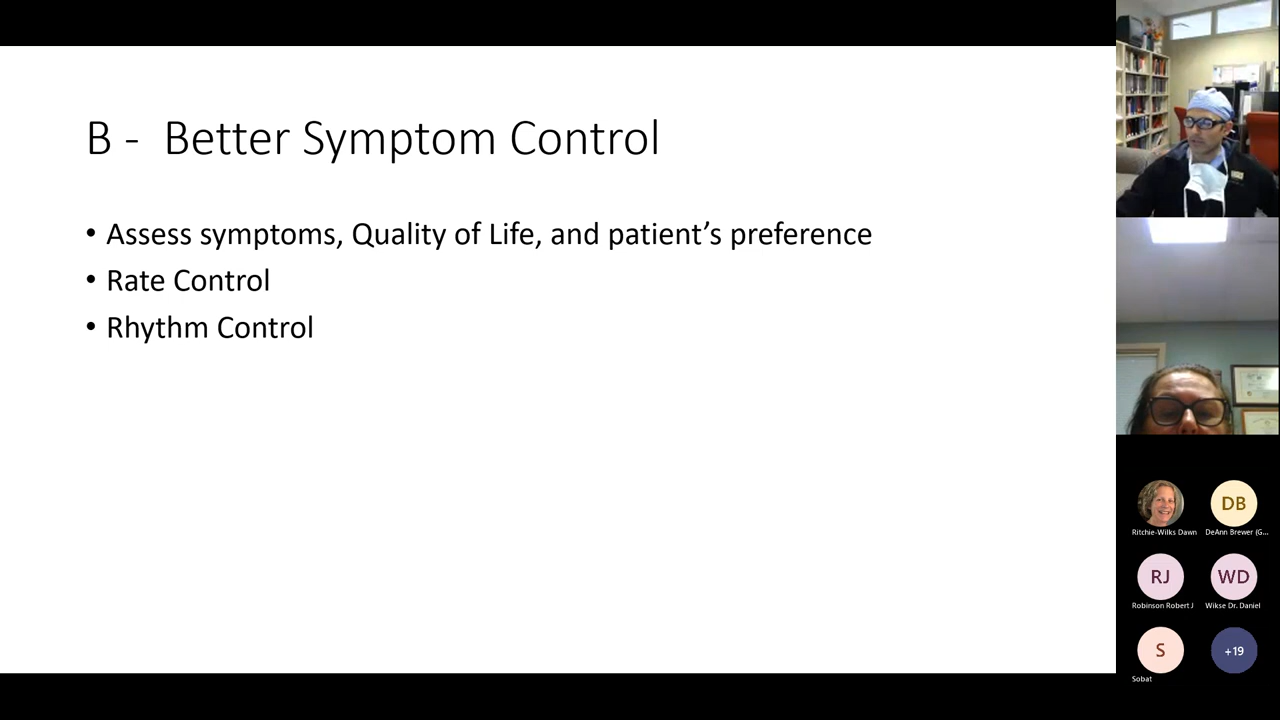 B - Better Symptom Control
• Assess symptoms, Quality of Life, and patient’s preference
• Rate Control
• Rhythm Control
DB
Ritchie-Wilks Dawn
DeAnn Brewer (G...
RJ
WD
Robinson Robert J
Wikse Dr. Daniel
S
+19
Sobat